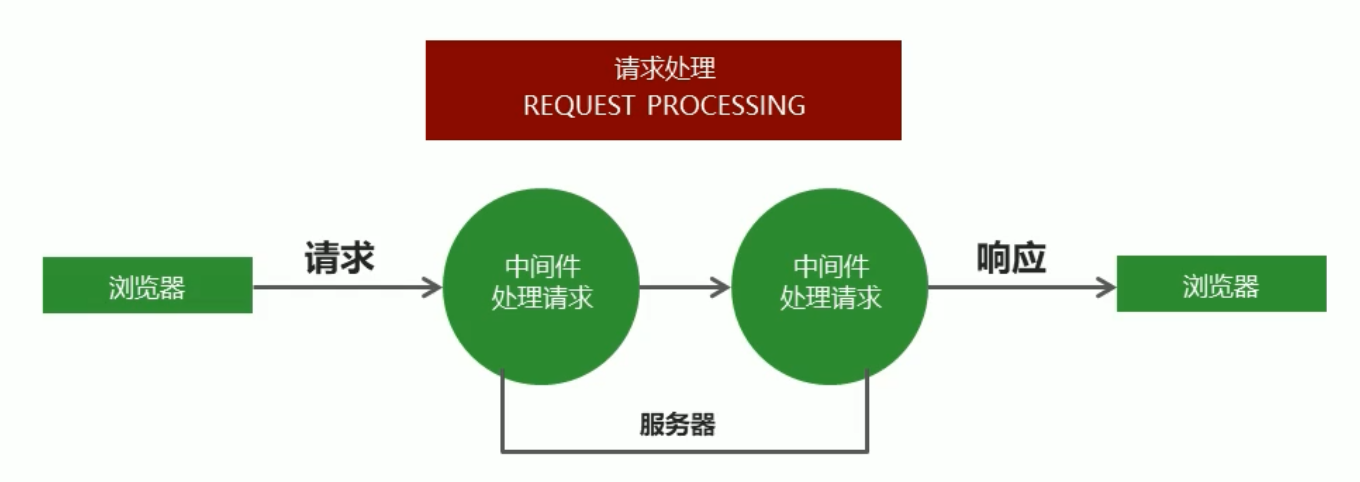 请求处理
REQUEST PROCESSING
浏览器
请求
中间件
处理请求
中间件
处理请求
响应
浏览器
服务器